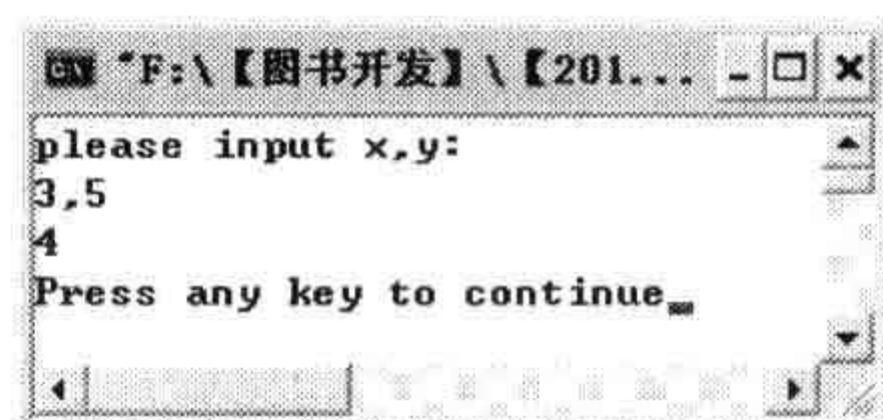 "F:\【图书开发】\【201...
please input x,y:
3,5
4
Press any key to continue